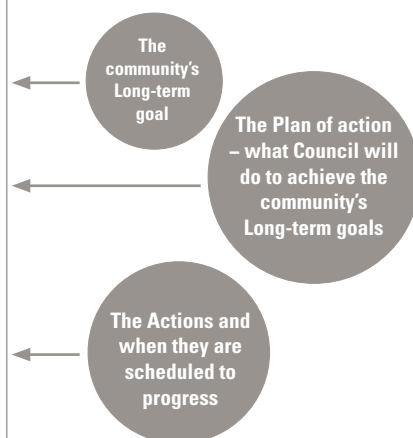 The
community's
Long-term
goal
The Plan of action
– what Council will
do to achieve the
community's
Long-term goals
The Actions and
when they are
scheduled to
progress